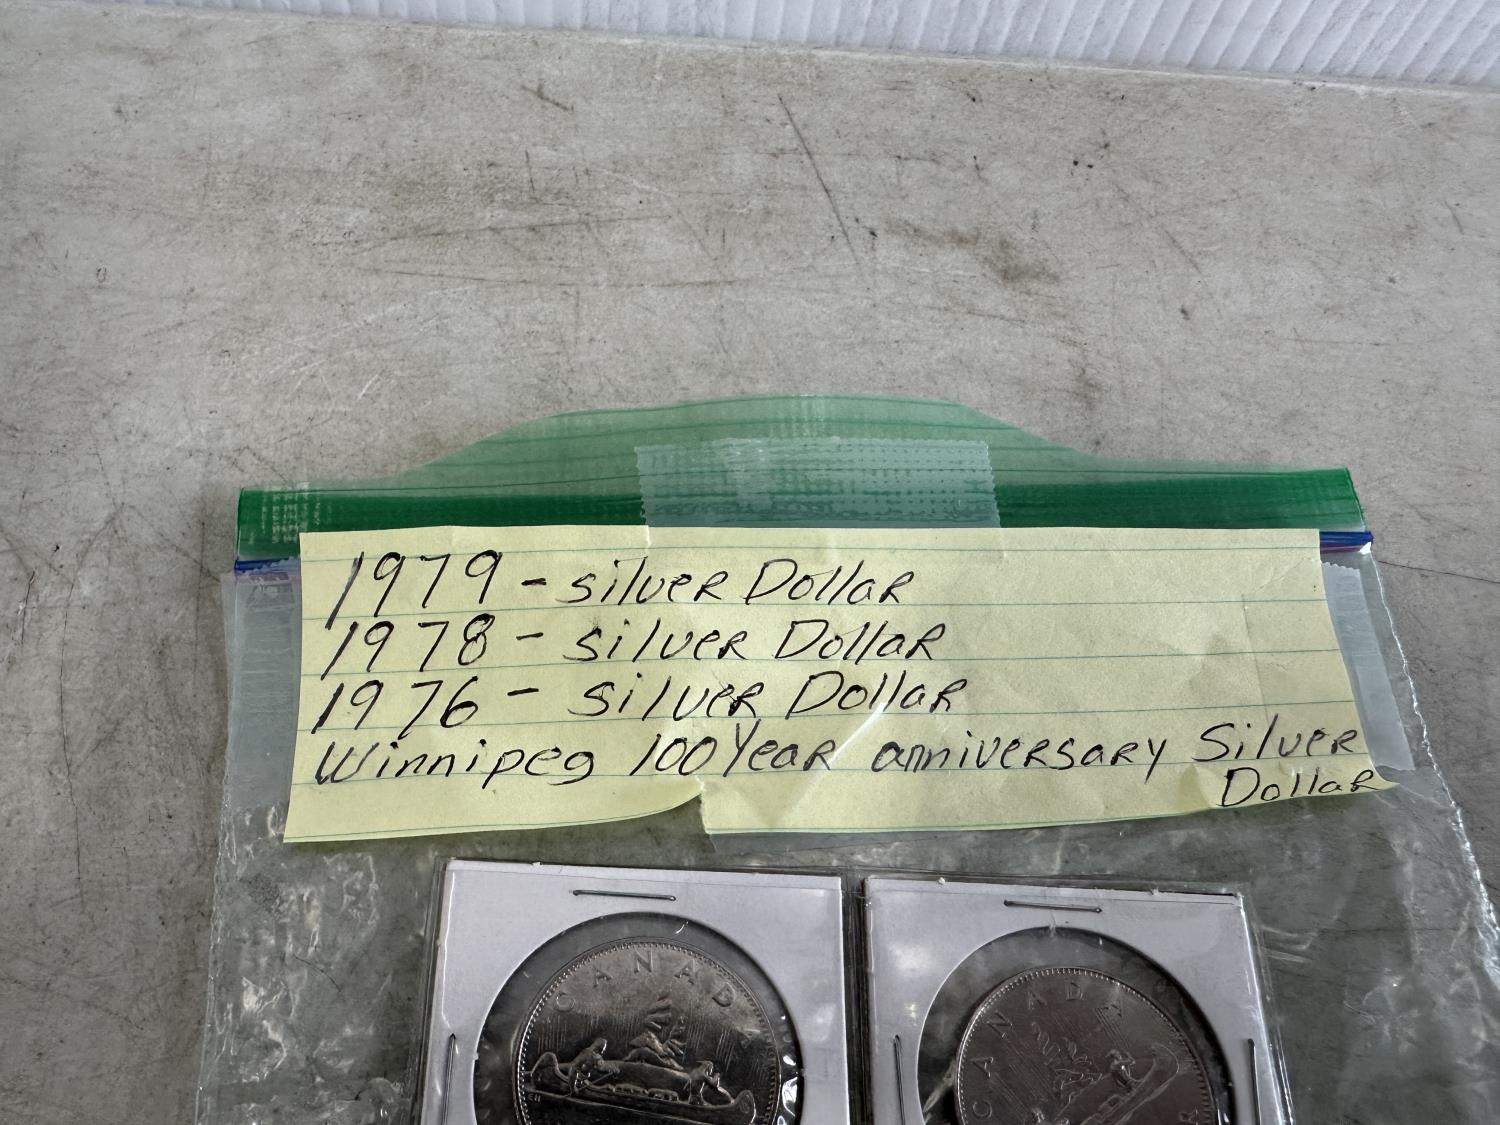 1979 - silver Dollar
1978 - silver Dollar
1976 - silver Dollar
Winnipeg 100 Year anniversary Silver
Dollar
CANADA
CANADA